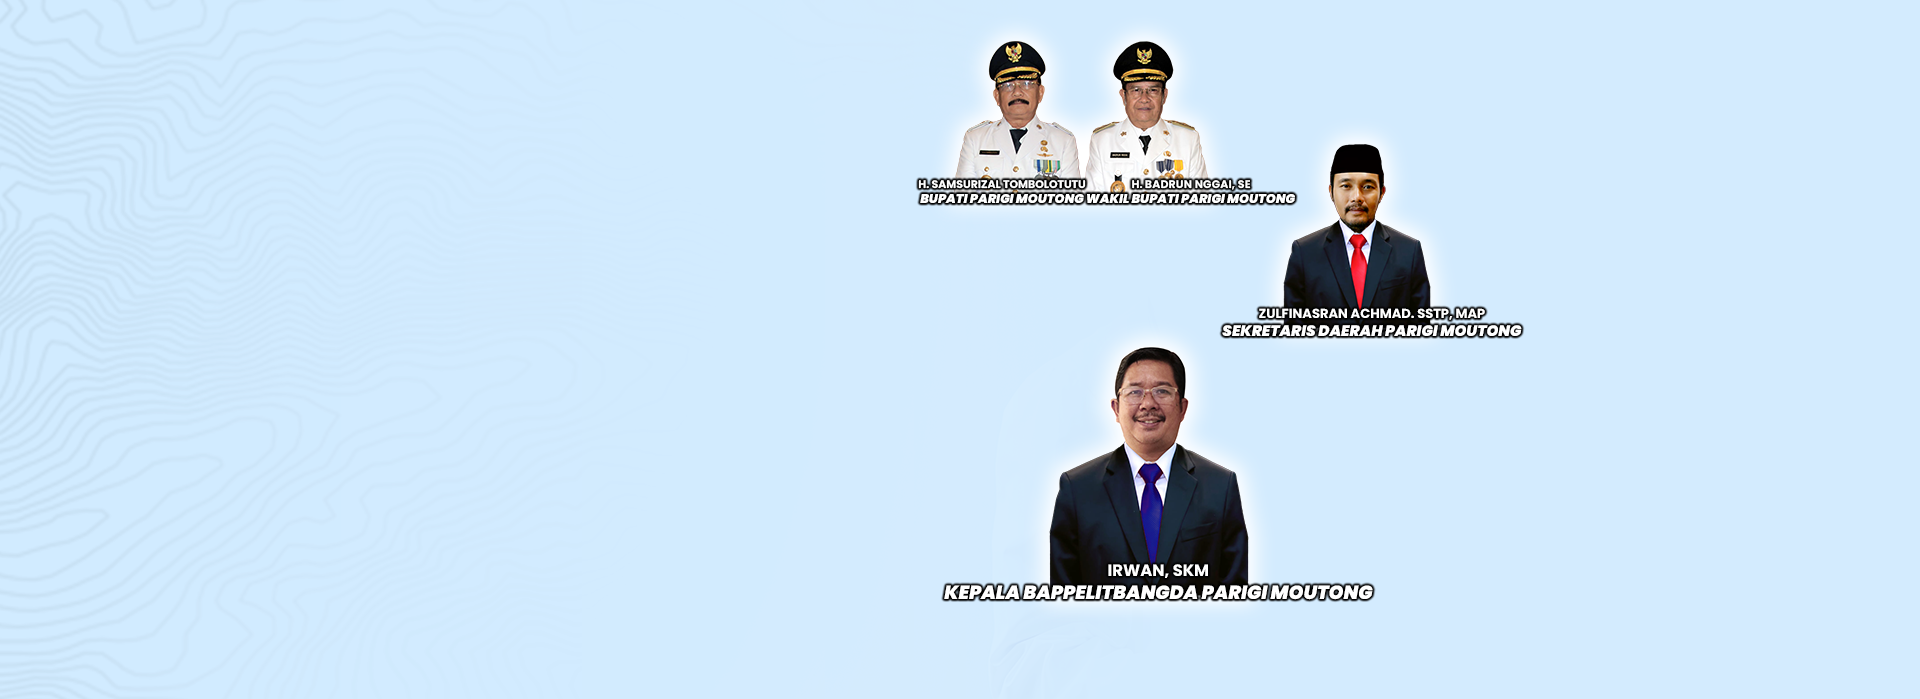 H. SAMSURIZAL TOMBOLOTUTU
BUPATI PARIGI MOUTONG
H. BADRUN NGGAI, SE
WAKIL BUPATI PARIGI MOUTONG
ZULFINASRAN ACHMAD. SSTP, MAP
SEKRETARIS DAERAH PARIGI MOUTONG
IRWAN, SKM
KEPALA BAPPELITBANGDA PARIGI MOUTONG